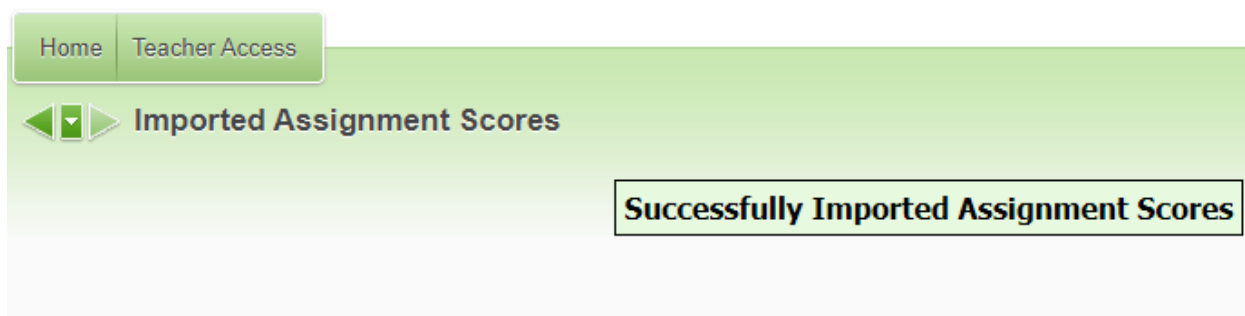 Home Teacher Access
Imported Assignment Scores
Successfully Imported Assignment Scores